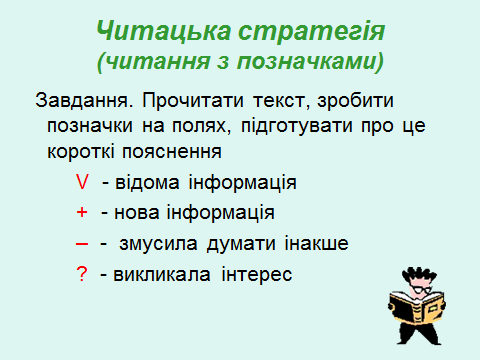 Читацька стратегія
(читання з позначками)
Завдання. Прочитати текст, зробити
позначки на полях, підготувати про це
короткі пояснення
V - відома інформація
+ - нова інформація
– - змусила думати інакше
? - викликала інтерес